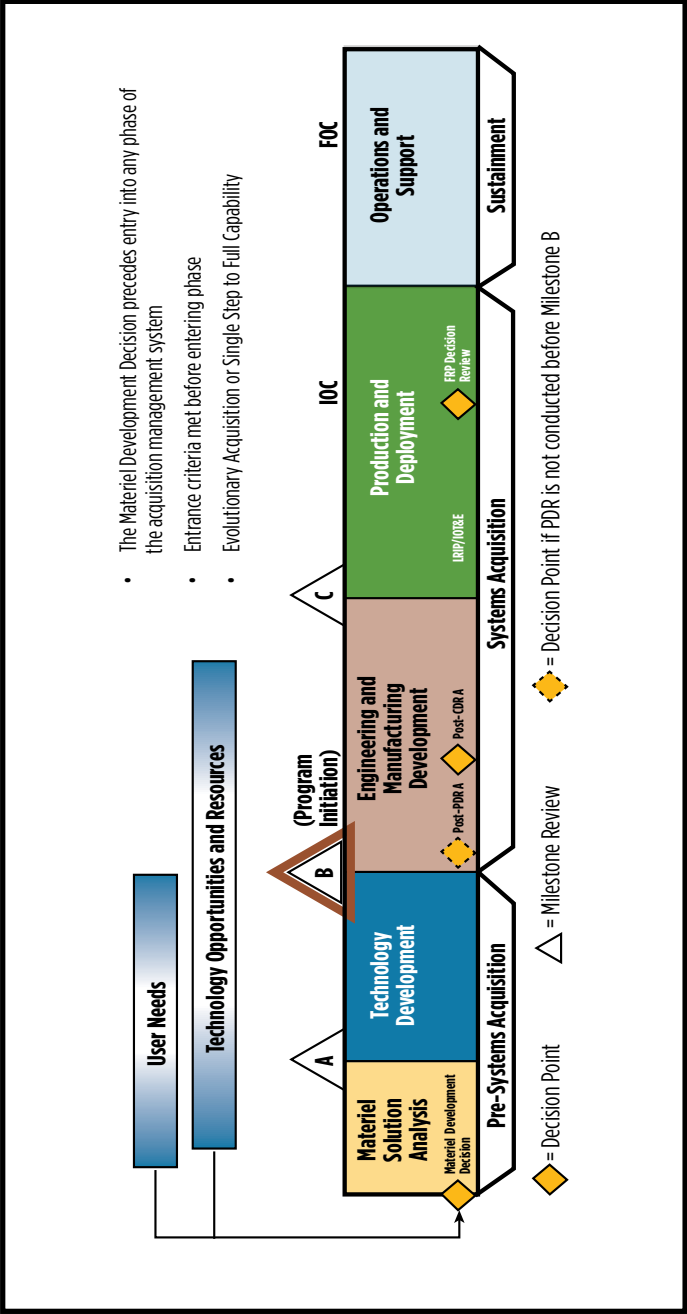 User Needs
Technology Opportunities and Resources
• The Materiel Development Decision precedes entry into any phase of
the acquisition management system
• Entrance criteria met before entering phase
• Evolutionary Acquisition or Single Step to Full Capability
A
B
(Program
Initiation)
C
IOC
FOC
Materiel
Solution
Analysis
Materiel Development
Decision
Technology
Development
Engineering and
Manufacturing
Development
Post-PDR A
Post-CDR A
Production and
Deployment
LRIP/IOT&E
FRP Decision
Review
Operations and
Support
Pre-Systems Acquisition
Systems Acquisition
Sustainment
= Decision Point
= Milestone Review
= Decision Point if PDR is not conducted before Milestone B